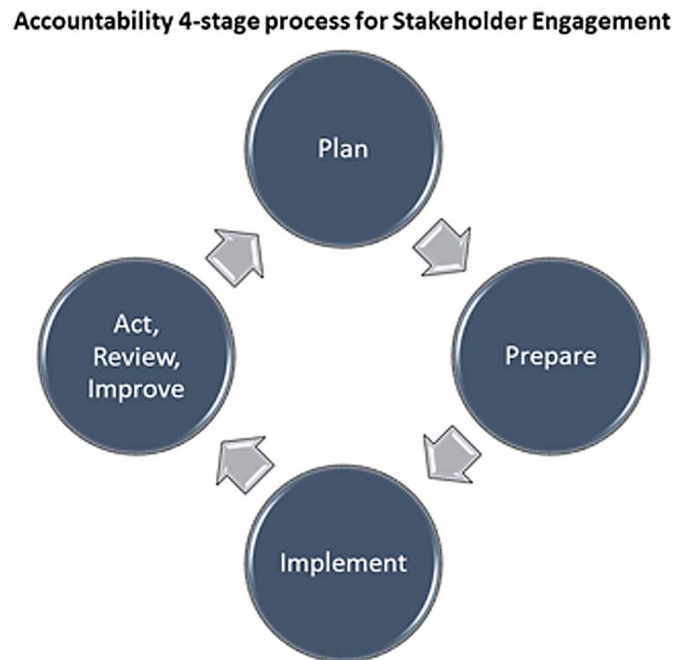 Accountability 4-stage process for Stakeholder Engagement
Plan
Prepare
Implement
Act,
Review,
Improve